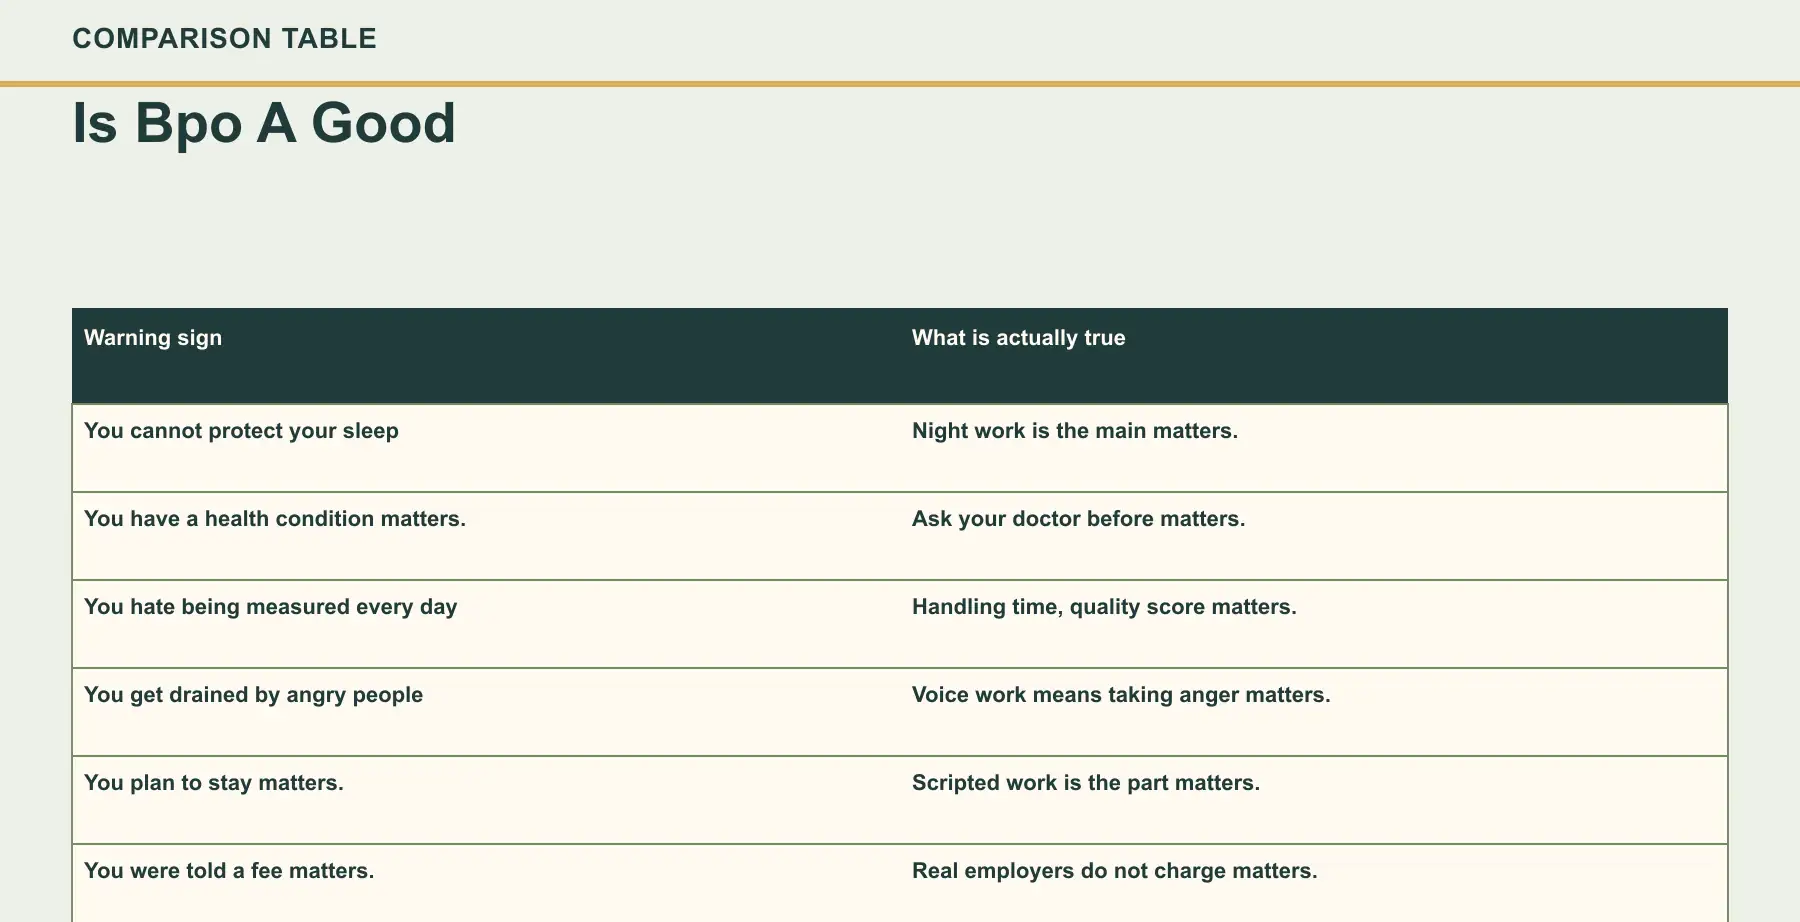 COMPARISON TABLE
Is Bpo A Good
Warning sign What is actually true
You cannot protect your sleep Night work is the main matters.
You have a health condition matters. Ask your doctor before matters.
You hate being measured every day Handling time, quality score matters.
You get drained by angry people Voice work means taking anger matters.
You plan to stay matters. Scripted work is the part matters.
You were told a fee matters. Real employers do not charge matters.